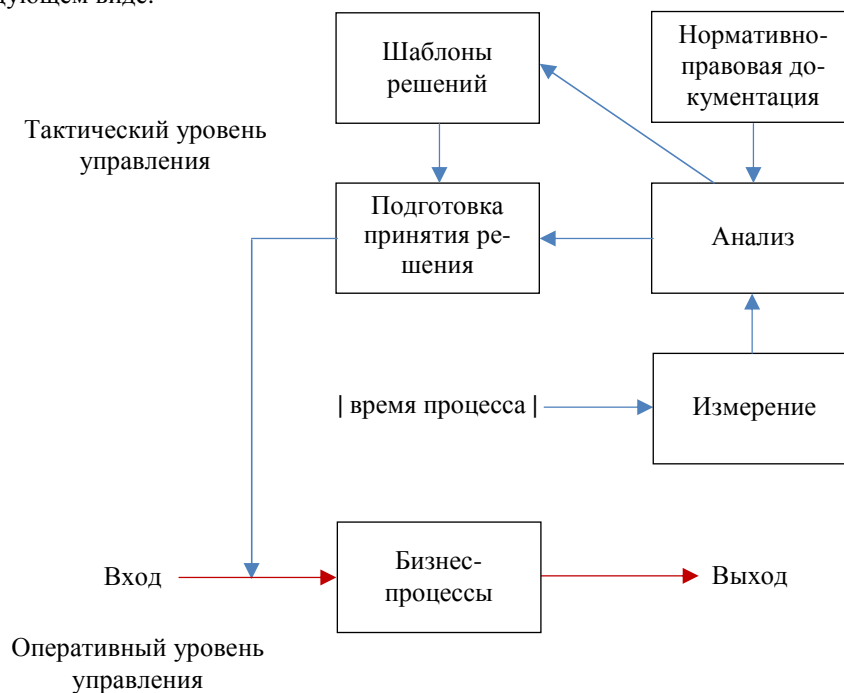 дующем виде:
Шаблоны
решений
Нормативно-
правовая до-
кументация
Тактический уровень
управления
Подготовка
принятия ре-
шения
Анализ
| время процесса |
Измерение
Вход
Бизнес-
процессы
Выход
Оперативный уровень
управления